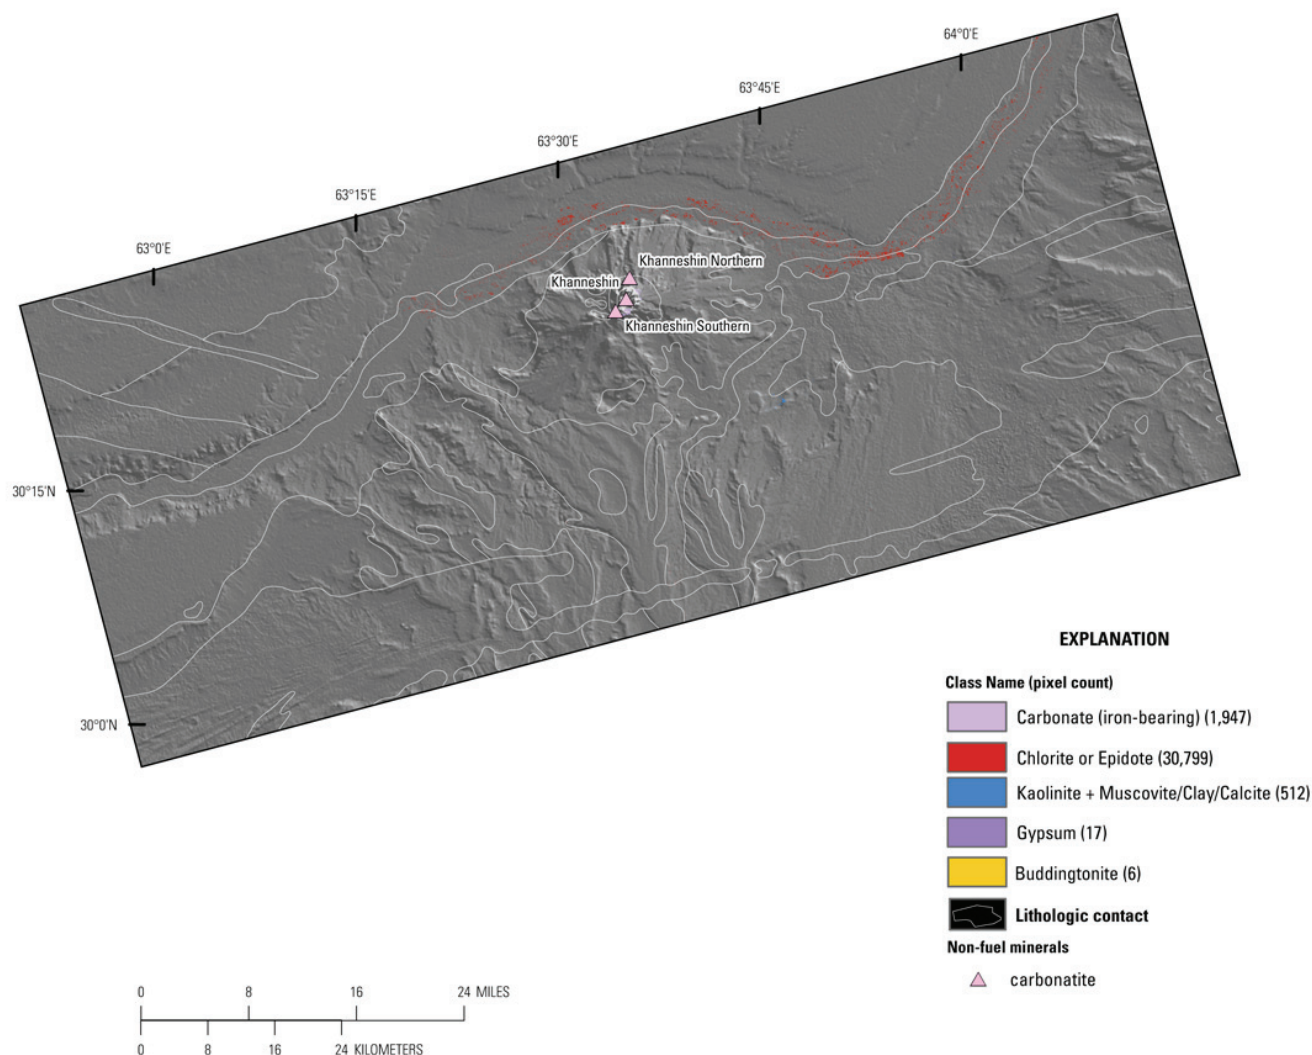 64°0'E
63°45'E
63°30'E
63°15'E
63°0'E
Khanneshin Northern
Khanneshin
Khanneshin Southern
30°15'N
30°0'N
EXPLANATION
Class Name (pixel count)
Carbonate (iron-bearing) (1,947)
Chlorite or Epidote (30,799)
Kaolinite + Muscovite/Clay/Calcite (512)
Gypsum (17)
Buddingtonite (6)
Lithologic contact
Non-fuel minerals
carbonatite
0 8 16 24 MILES
0 8 16 24 KILOMETERS